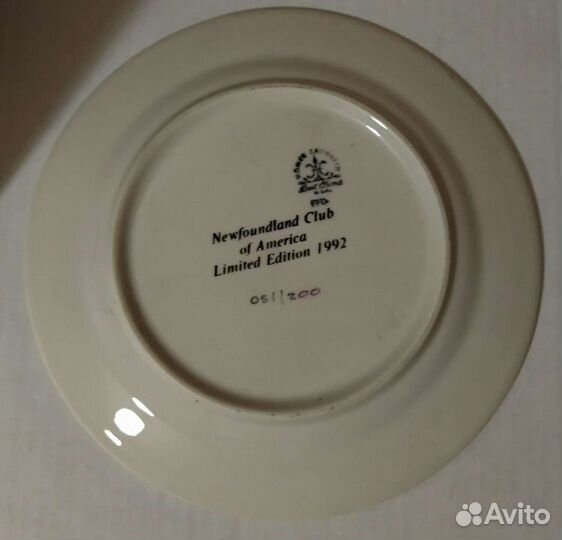 Newfoundland Club
of America
Limited Edition 1992
051/200
Avito